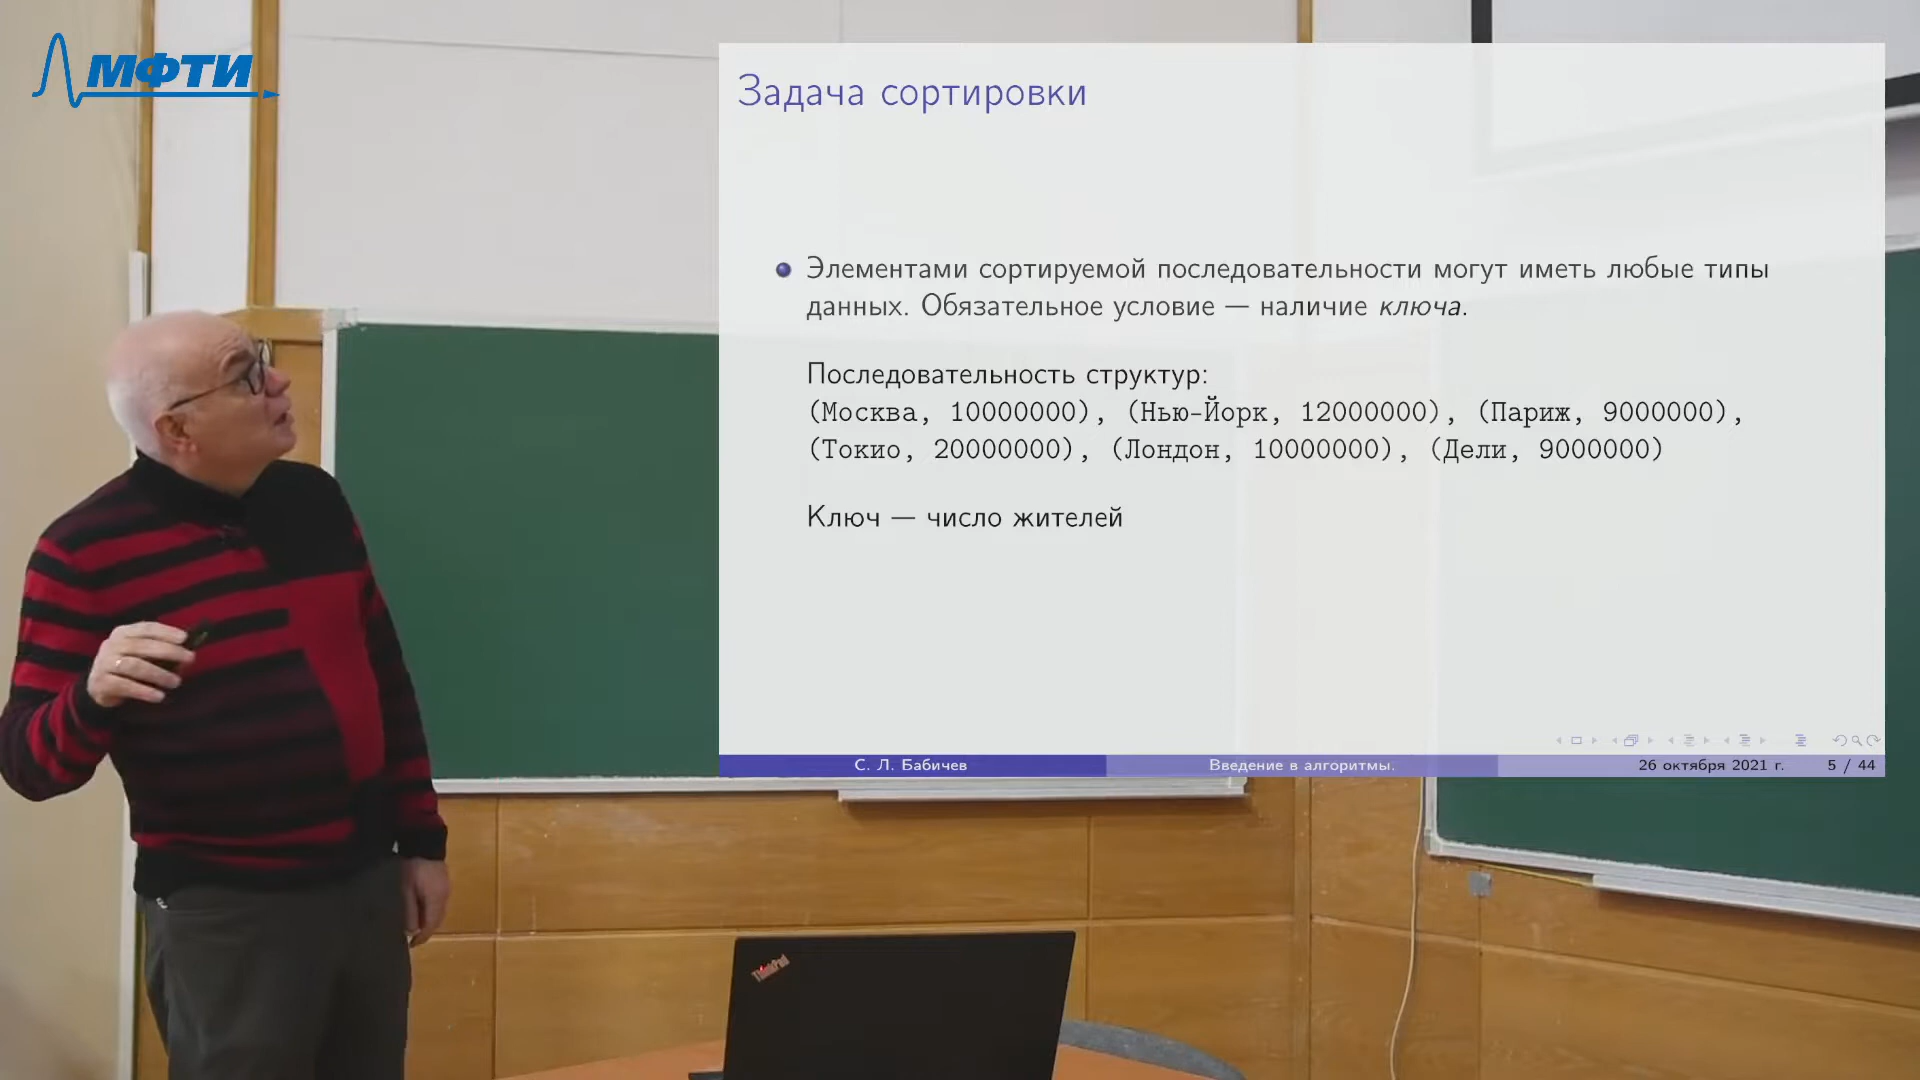 МФТИ
Задача сортировки
Элементами сортируемой последовательности могут иметь любые типы
данных. Обязательное условие — наличие ключа.
Последовательность структур:
(Москва, 10000000), (Нью-Йорк, 12000000), (Париж, 9000000),
(Токио, 20000000), (Лондон, 10000000), (Дели, 9000000)
Ключ — число жителей
С. Л. Бабичев Введение в алгоритмы. 26 октября 2021 г. 5 / 44
ThinkPad